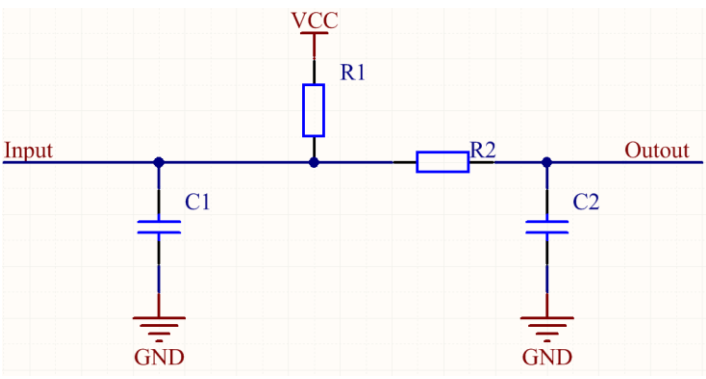 VCC
R1
Input
R2
Outout
C1
C2
GND
GND